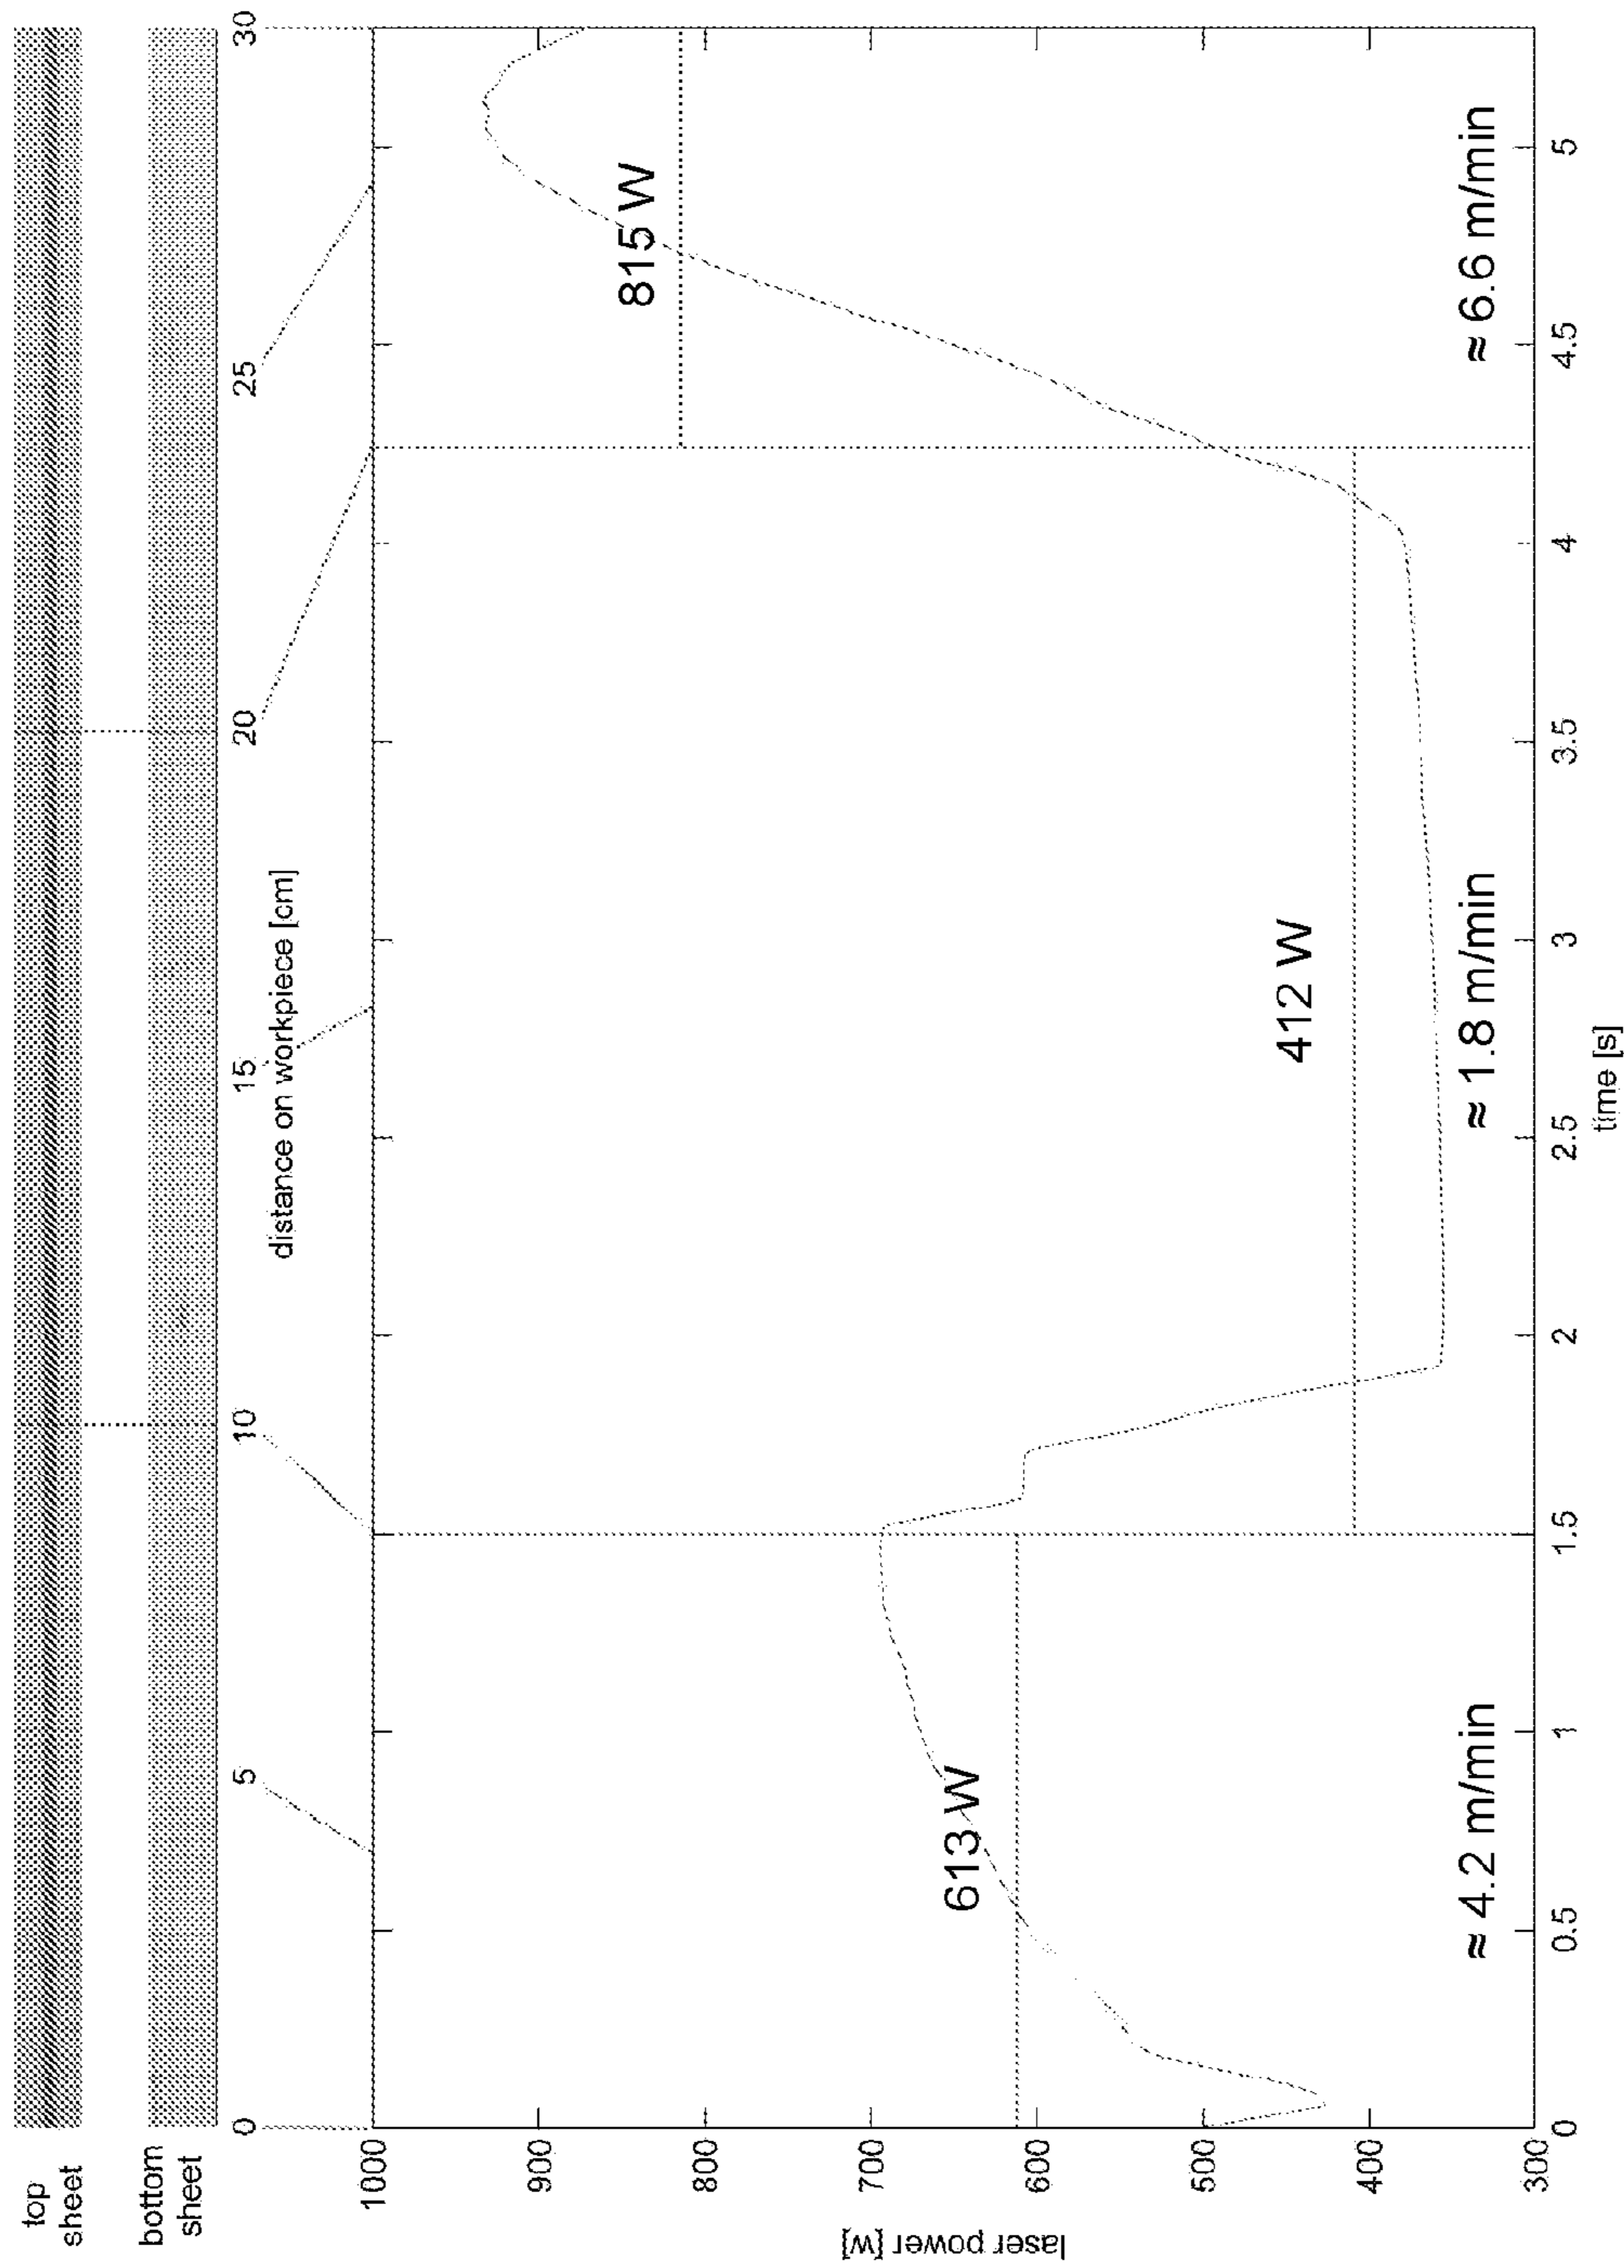 top
sheet
bottom
sheet
0 5 10 15 20 25 30
distance on workpiece [cm]
1000
900
800
700
600
500
400
300
laser power [w]
613 W
412 W
815 W
≈ 4.2 m/min
≈ 1.8 m/min
≈ 6.6 m/min
0 0.5 1 1.5 2 2.5 3 3.5 4 4.5 5
time [s]